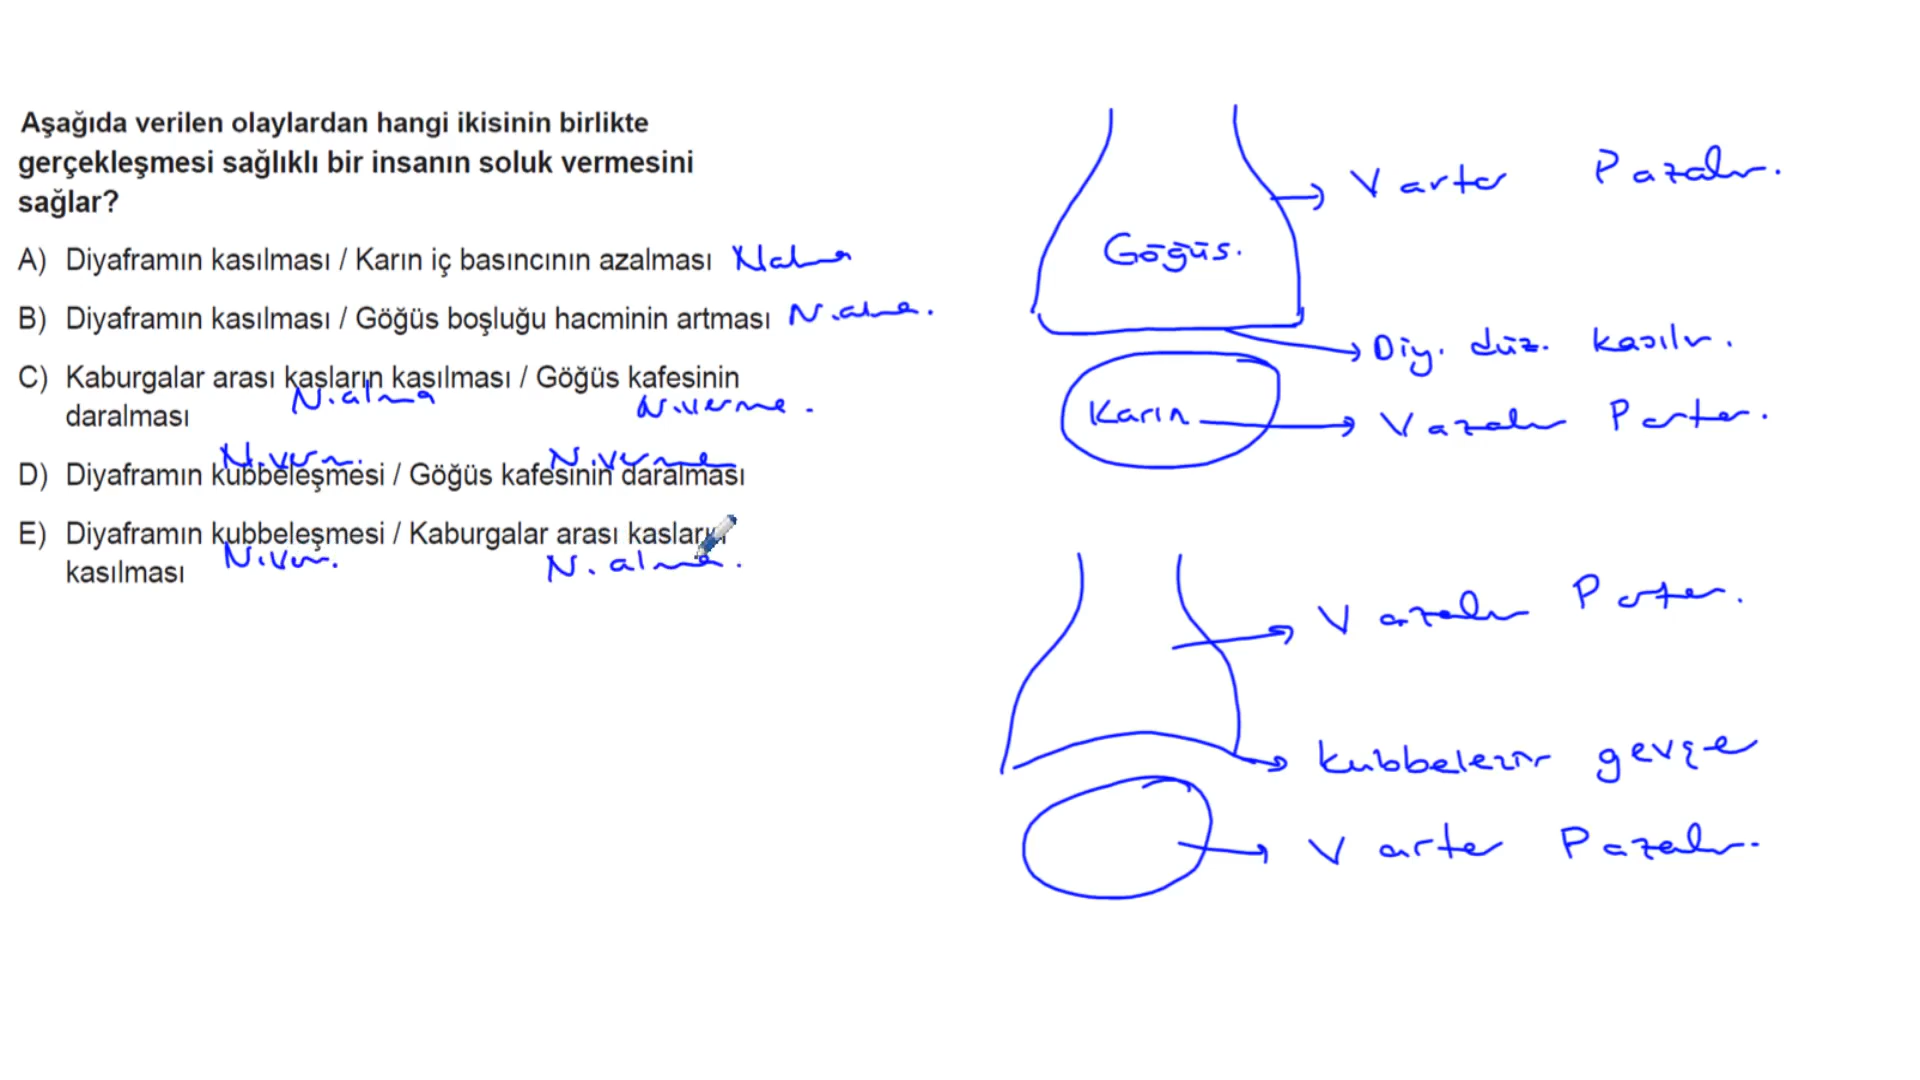 Aşağıda verilen olaylardan hangi ikisinin birlikte
gerçekleşmesi sağlıklı bir insanın soluk vermesini
sağlar?
A) Diyaframın kasılması / Karın iç basıncının azalması N.alma
B) Diyaframın kasılması / Göğüs boşluğu hacminin artması N.alma.
C) Kaburgalar arası kasların kasılması / Göğüs kafesinin
N.alma N.verme.
daralması
N.verm. N.verme
D) Diyaframın kubbeleşmesi / Göğüs kafesinin daralması
E) Diyaframın kubbeleşmesi / Kaburgalar arası kasların
N.ver. N. alma.
kasılması
V artar P azalır.
Göğüs.
Diy. düz. kasılır.
Karın V azalır P artar.
V azalır P artar.
kubbeleşir gevşe
V artar P azalır.